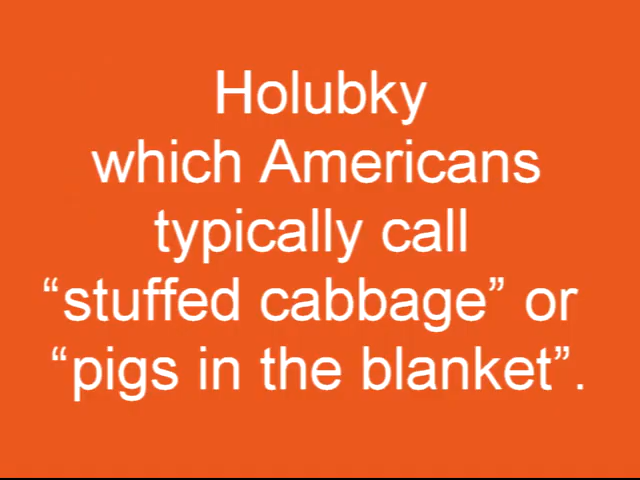 Holubky
which Americans
typically call
“stuffed cabbage” or
“pigs in the blanket”.